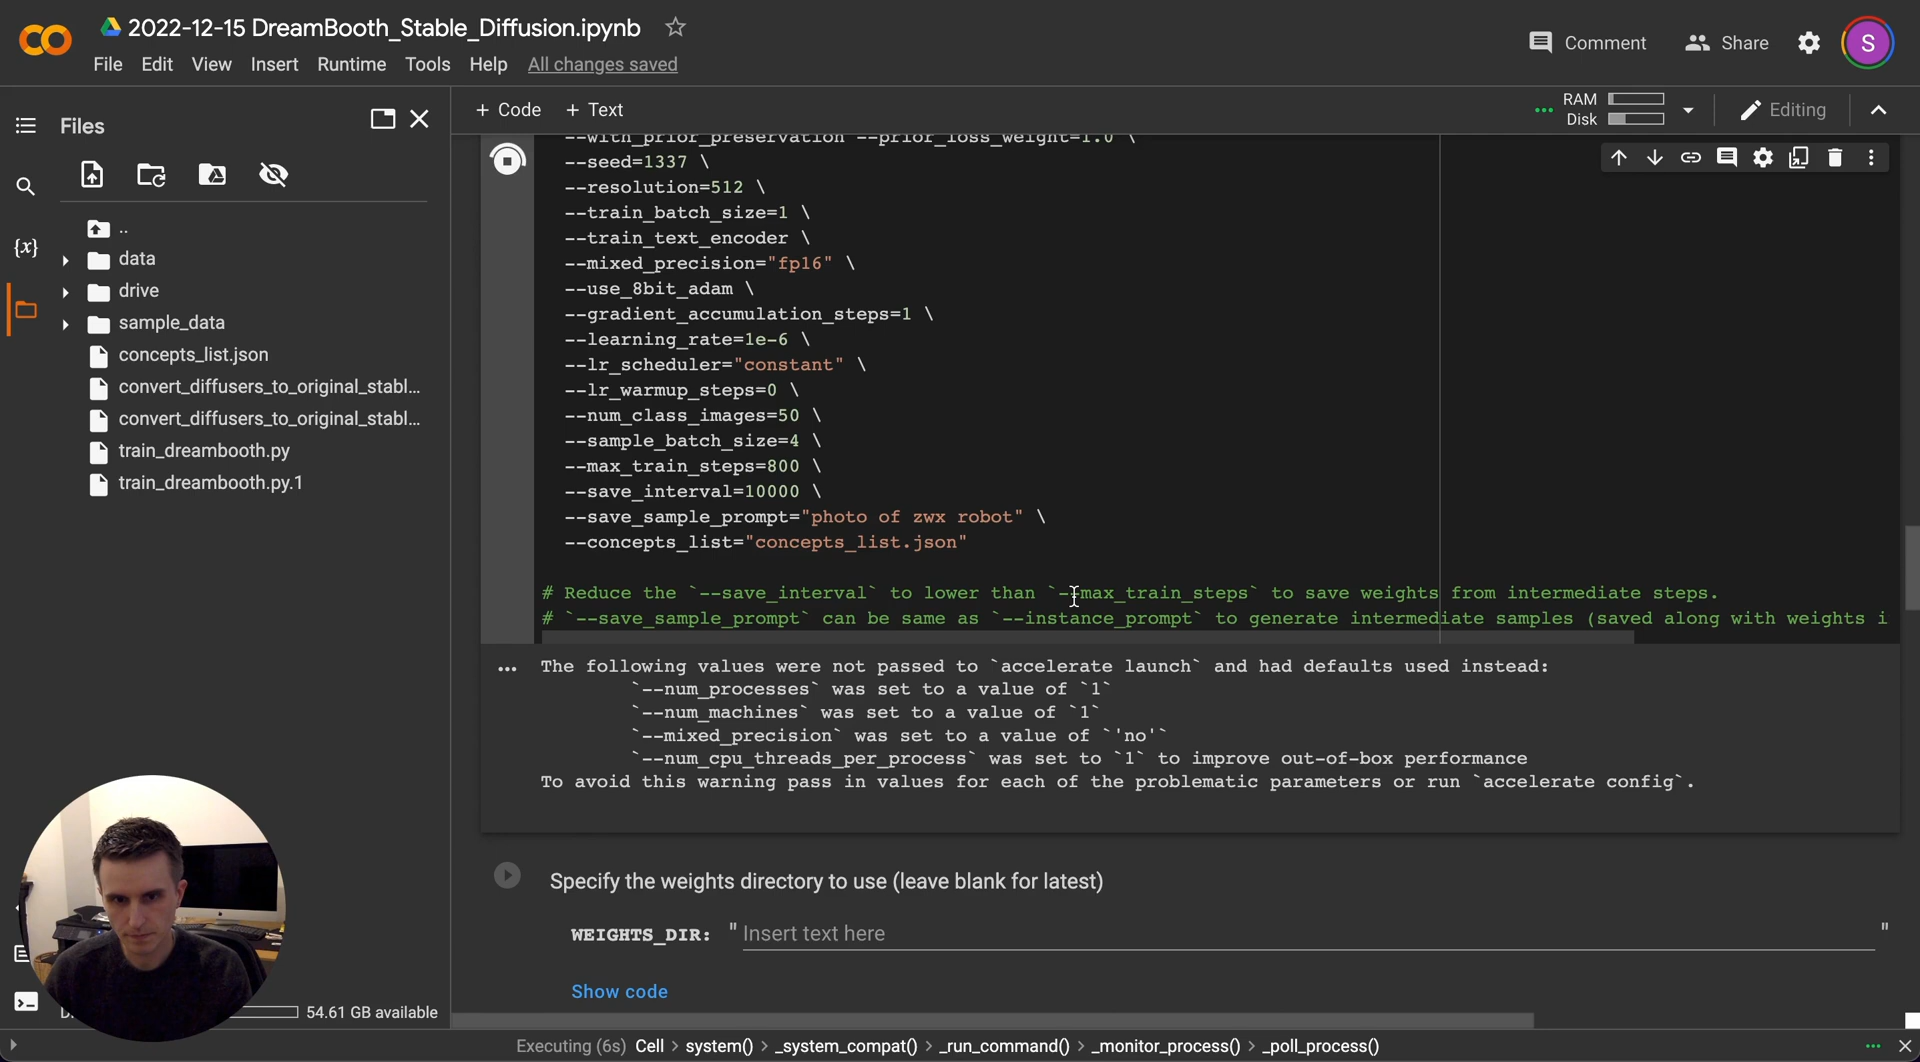 2022-12-15 DreamBooth_Stable_Diffusion.ipynb
Comment
Share
S
File Edit View Insert Runtime Tools Help All changes saved
Files
+ Code + Text
RAM
Disk
Editing
..
data
drive
sample_data
concepts_list.json
convert_diffusers_to_original_stabl...
convert_diffusers_to_original_stabl...
train_dreambooth.py
train_dreambooth.py.1
{x}
54.61 GB available
--with_prior_preservation --prior_loss_weight=1.0 \
--seed=1337 \
--resolution=512 \
--train_batch_size=1 \
--train_text_encoder \
--mixed_precision="fp16" \
--use_8bit_adam \
--gradient_accumulation_steps=1 \
--learning_rate=1e-6 \
--lr_scheduler="constant" \
--lr_warmup_steps=0 \
--num_class_images=50 \
--sample_batch_size=4 \
--max_train_steps=800 \
--save_interval=10000 \
--save_sample_prompt="photo of zwx robot" \
--concepts_list="concepts_list.json"
# Reduce the `--save_interval` to lower than `--max_train_steps` to save weights from intermediate steps.
# `--save_sample_prompt` can be same as `--instance_prompt` to generate intermediate samples (saved along with weights i
The following values were not passed to `accelerate launch` and had defaults used instead:
`--num_processes` was set to a value of `1`
`--num_machines` was set to a value of `1`
`--mixed_precision` was set to a value of `'no'`
`--num_cpu_threads_per_process` was set to `1` to improve out-of-box performance
To avoid this warning pass in values for each of the problematic parameters or run `accelerate config`.
Specify the weights directory to use (leave blank for latest)
WEIGHTS_DIR: " Insert text here "
Show code
Executing (6s) Cell > system() > _system_compat() > _run_command() > _monitor_process() > _poll_process()